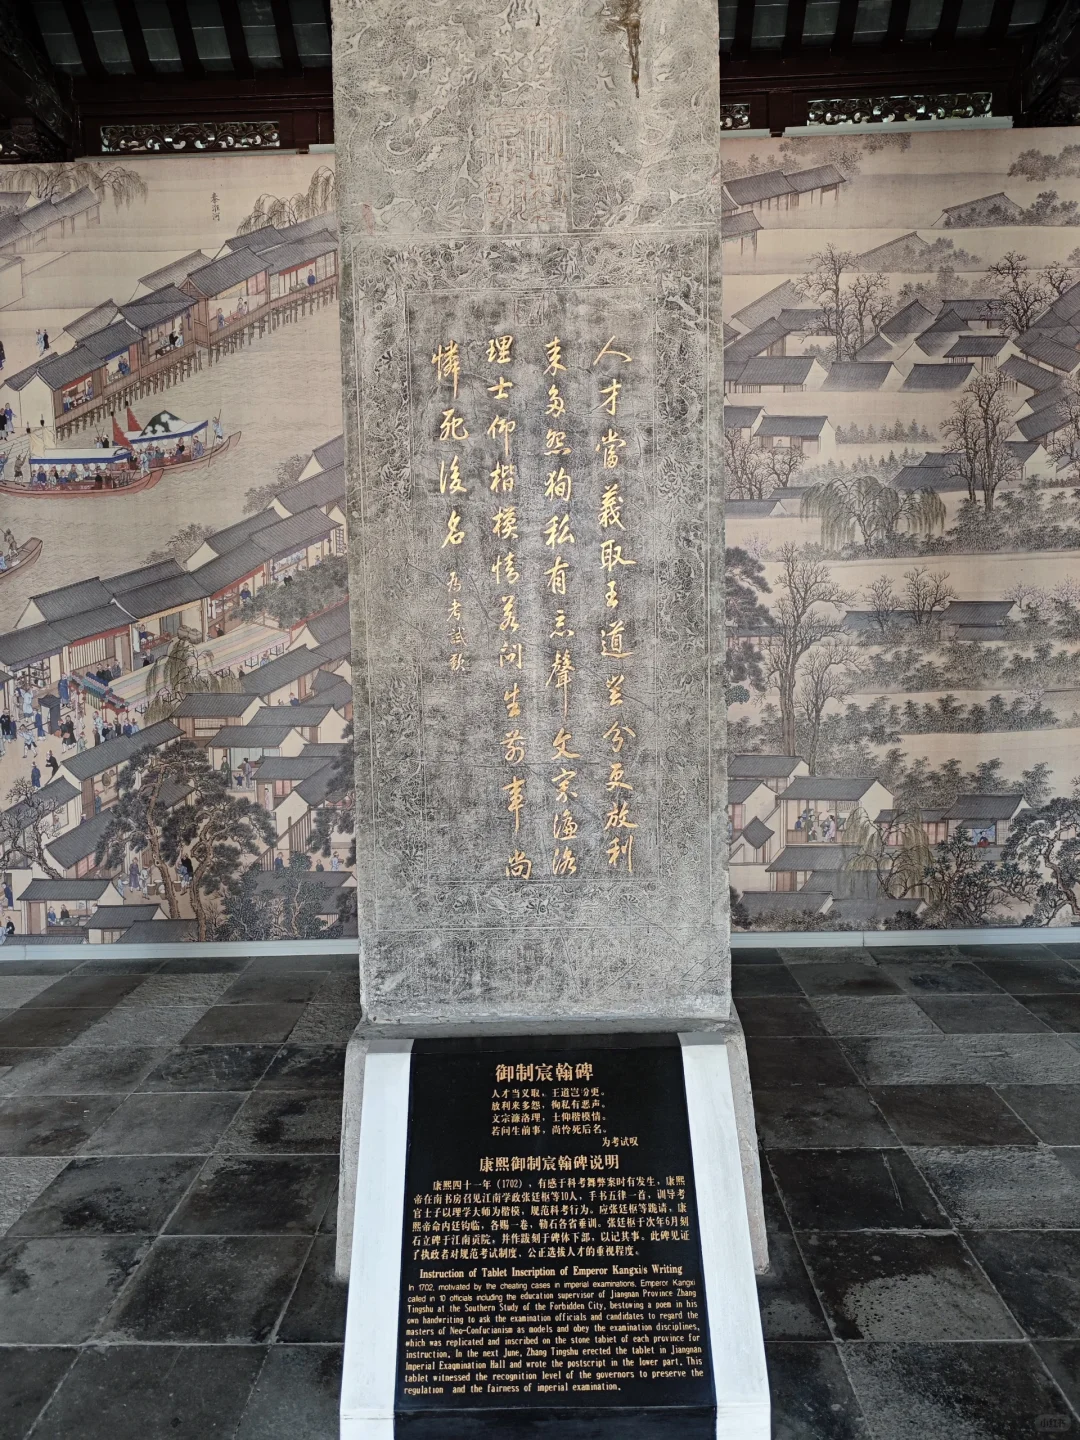 秦淮河
人才當義取王道豈分更放利
来多怨狥私有惡聲文宗濂洛
理士仰楷模情若问生前事尚
憐死後名 為考試歎
御制宸翰碑
人才当义取、王道岂分更。
放利来多怨，徇私有恶声。
文宗濂洛理，士仰楷模情。
若问生前事，尚怜死后名。
为考试叹
康熙御制宸翰碑说明
康熙四十一年（1702），有感于科考舞弊案时有发生，康熙
帝在南书房召见江南学政张廷枢等10人，手书五律一首，训导考
官士子以理学大师为楷模，规范科考行为。应张廷枢等跪请，康
熙帝命内廷钩临，各赐一卷，勒石各省垂训。张廷枢于次年6月刻
石立碑于江南贡院，并作跋刻于碑体下部，以记其事。此碑见证
了执政者对规范考试制度、公正选拔人才的重视程度。
Instruction of Tablet Inscription of Emperor Kangxi's Writing
In 1702, motivated by the cheating cases in imperial examinations, Emperor Kangxi
called in 10 officials including the education supervisor of Jiangnan Province Zhang
Tingshu at the Southern Study of the Forbidden City, bestowing a poem in his
own handwriting to ask the examination officials and candidates to regard the
masters of Neo-Confucianism as models and obey the examination disciplines,
which was replicated and inscribed on the stone tablet of each province for
instruction. In the next June, Zhang Tingshu erected the tablet in Jiangnan
Imperial Exaqmination Hall and wrote the postscript in the lower part. This
tablet witnessed the recognition level of the governors to preserve the
regulation and the fairness of imperial examination.
小红书